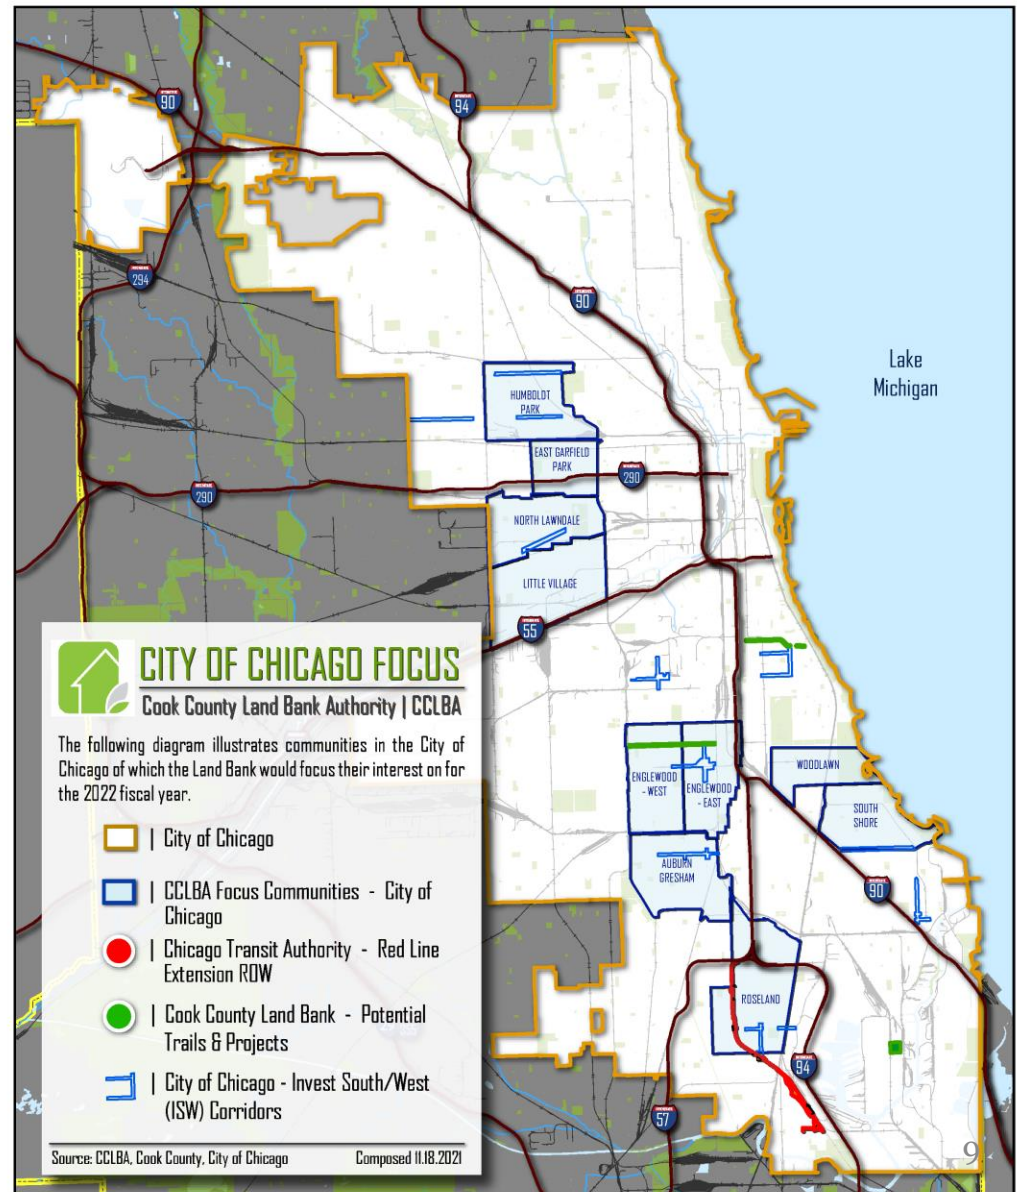 90
94
294
90
Lake
Michigan
HUMBOLDT
PARK
EAST GARFIELD
PARK
290
290
NORTH LAWNDALE
LITTLE VILLAGE
55
CITY OF CHICAGO FOCUS
Cook County Land Bank Authority | CCLBA
The following diagram illustrates communities in the City of
Chicago of which the Land Bank would focus their interest on for
the 2022 fiscal year.
| City of Chicago
| CCLBA Focus Communities - City of
Chicago
| Chicago Transit Authority - Red Line
Extension ROW
| Cook County Land Bank - Potential
Trails & Projects
| City of Chicago - Invest South/West
(ISW) Corridors
Source: CCLBA, Cook County, City of Chicago Composed 11.18.2021
WOODLAWN
ENGLEWOOD
- WEST
ENGLEWOOD
- EAST
SOUTH
SHORE
AUBURN
GRESHAM
90
ROSELAND
94
57
9